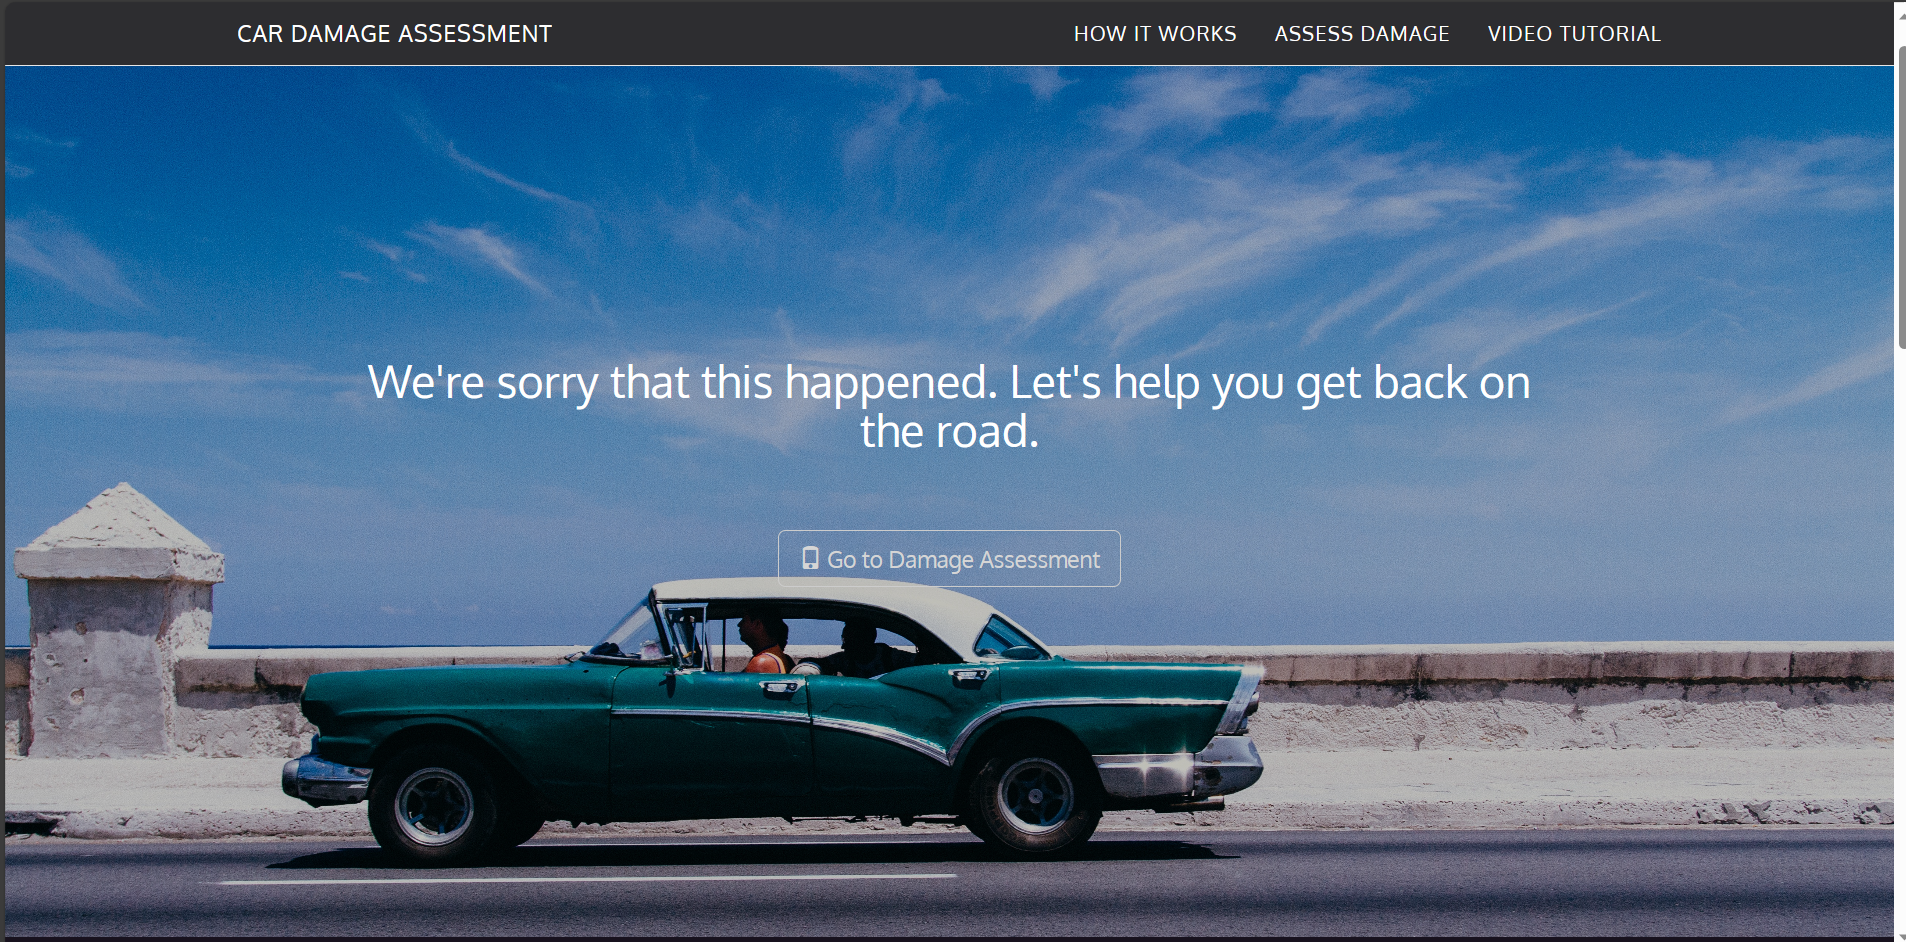 CAR DAMAGE ASSESSMENT
HOW IT WORKS
ASSESS DAMAGE
VIDEO TUTORIAL
We're sorry that this happened. Let's help you get back on
the road.
Go to Damage Assessment